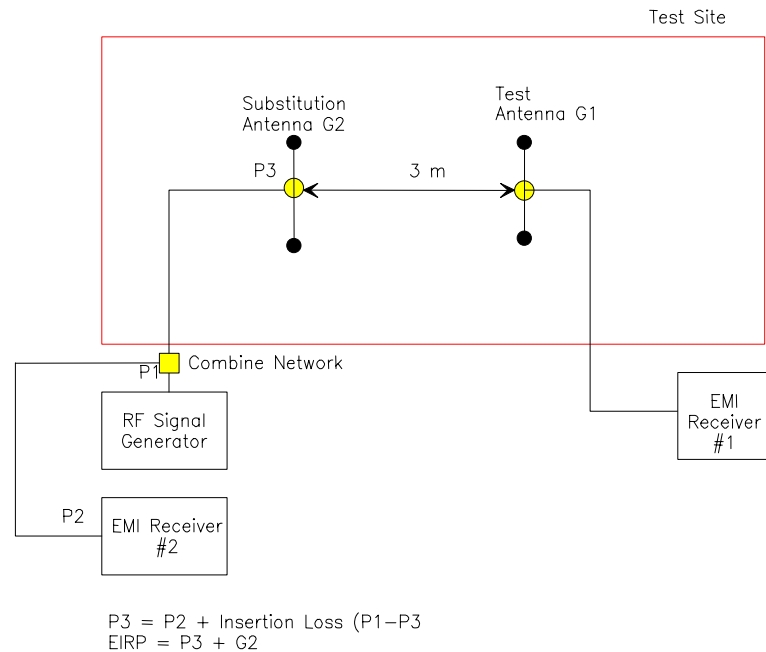 Test Site
Substitution
Antenna G2
Test
Antenna G1
P3
3 m
P1
Combine Network
RF Signal
Generator
EMI
Receiver
#1
P2
EMI Receiver
#2
P3 = P2 + Insertion Loss (P1-P3
EIRP = P3 + G2